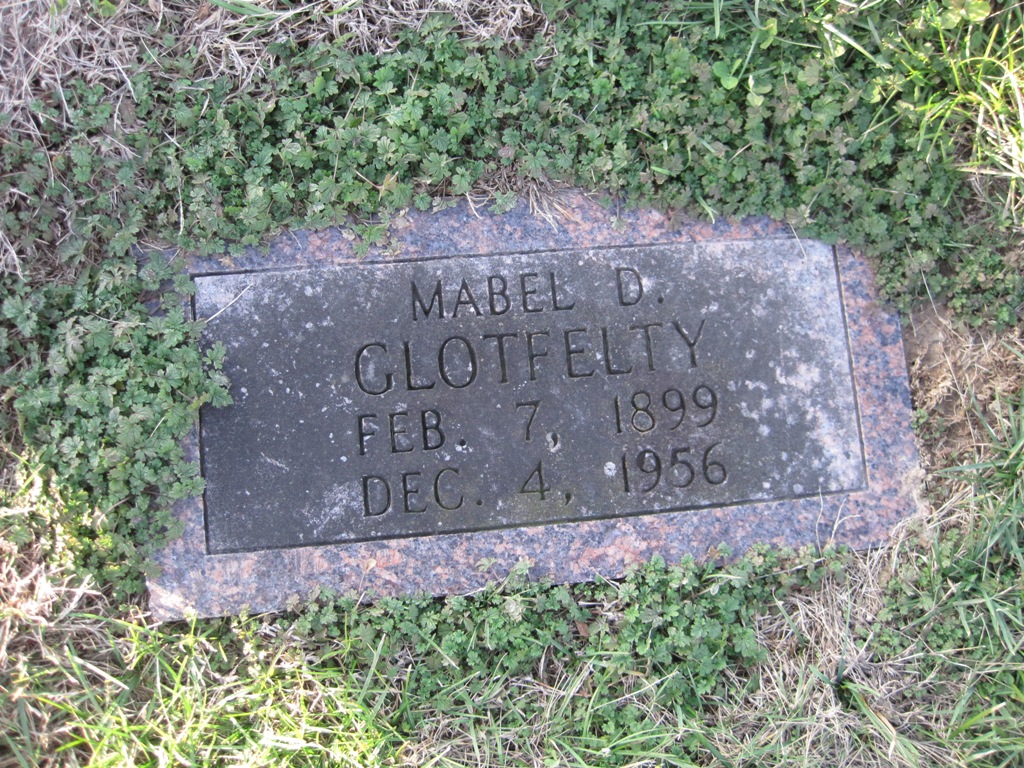 MABEL D.
GLOTFELTY
FEB. 7, 1899
DEC. 4, 1956